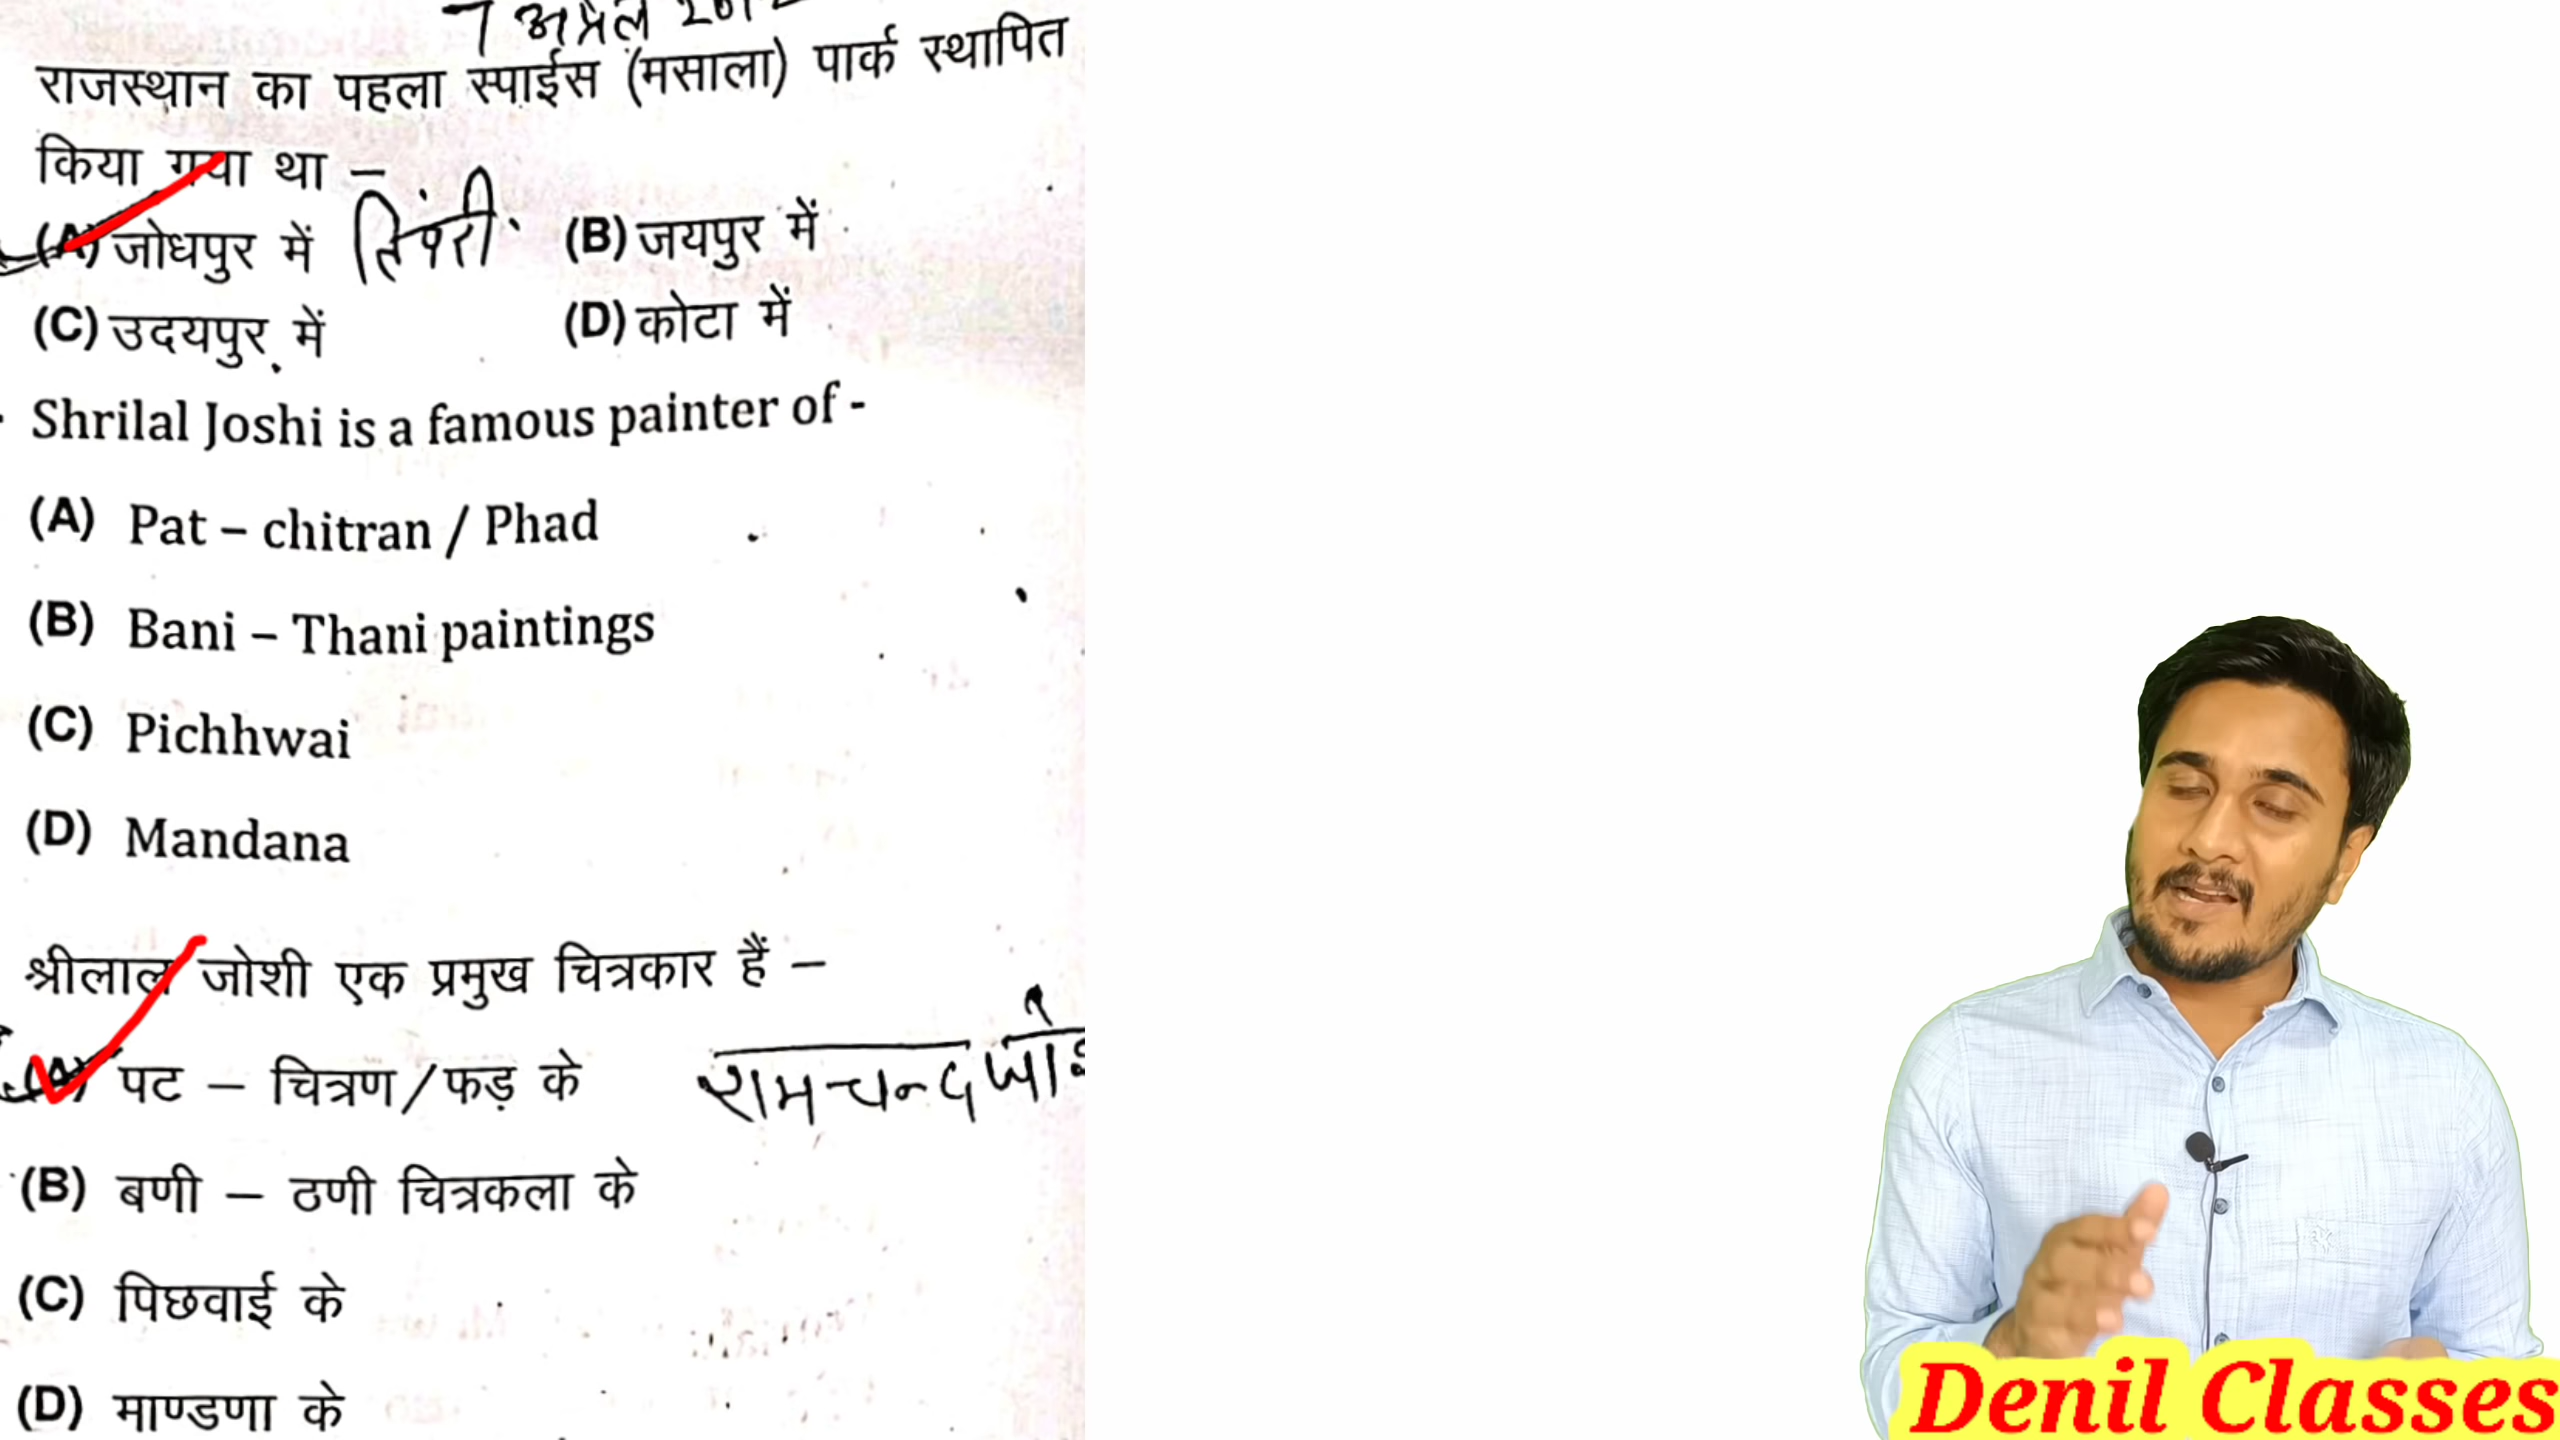 7 अप्रैल 201
राजस्थान का पहला स्पाईस (मसाला) पार्क स्थापित
किया गया था –
(A) जोधपुर में तिंवरी (B) जयपुर में
(C) उदयपुर में (D) कोटा में
Shrilal Joshi is a famous painter of -
(A) Pat – chitran / Phad
(B) Bani – Thani paintings
(C) Pichhwai
(D) Mandana
श्रीलाल जोशी एक प्रमुख चित्रकार हैं –
(A) पट – चित्रण/फड़ के रामचन्द्र
(B) बणी – ठणी चित्रकला के
(C) पिछवाई के
(D) माण्डणा के
Denil Classes